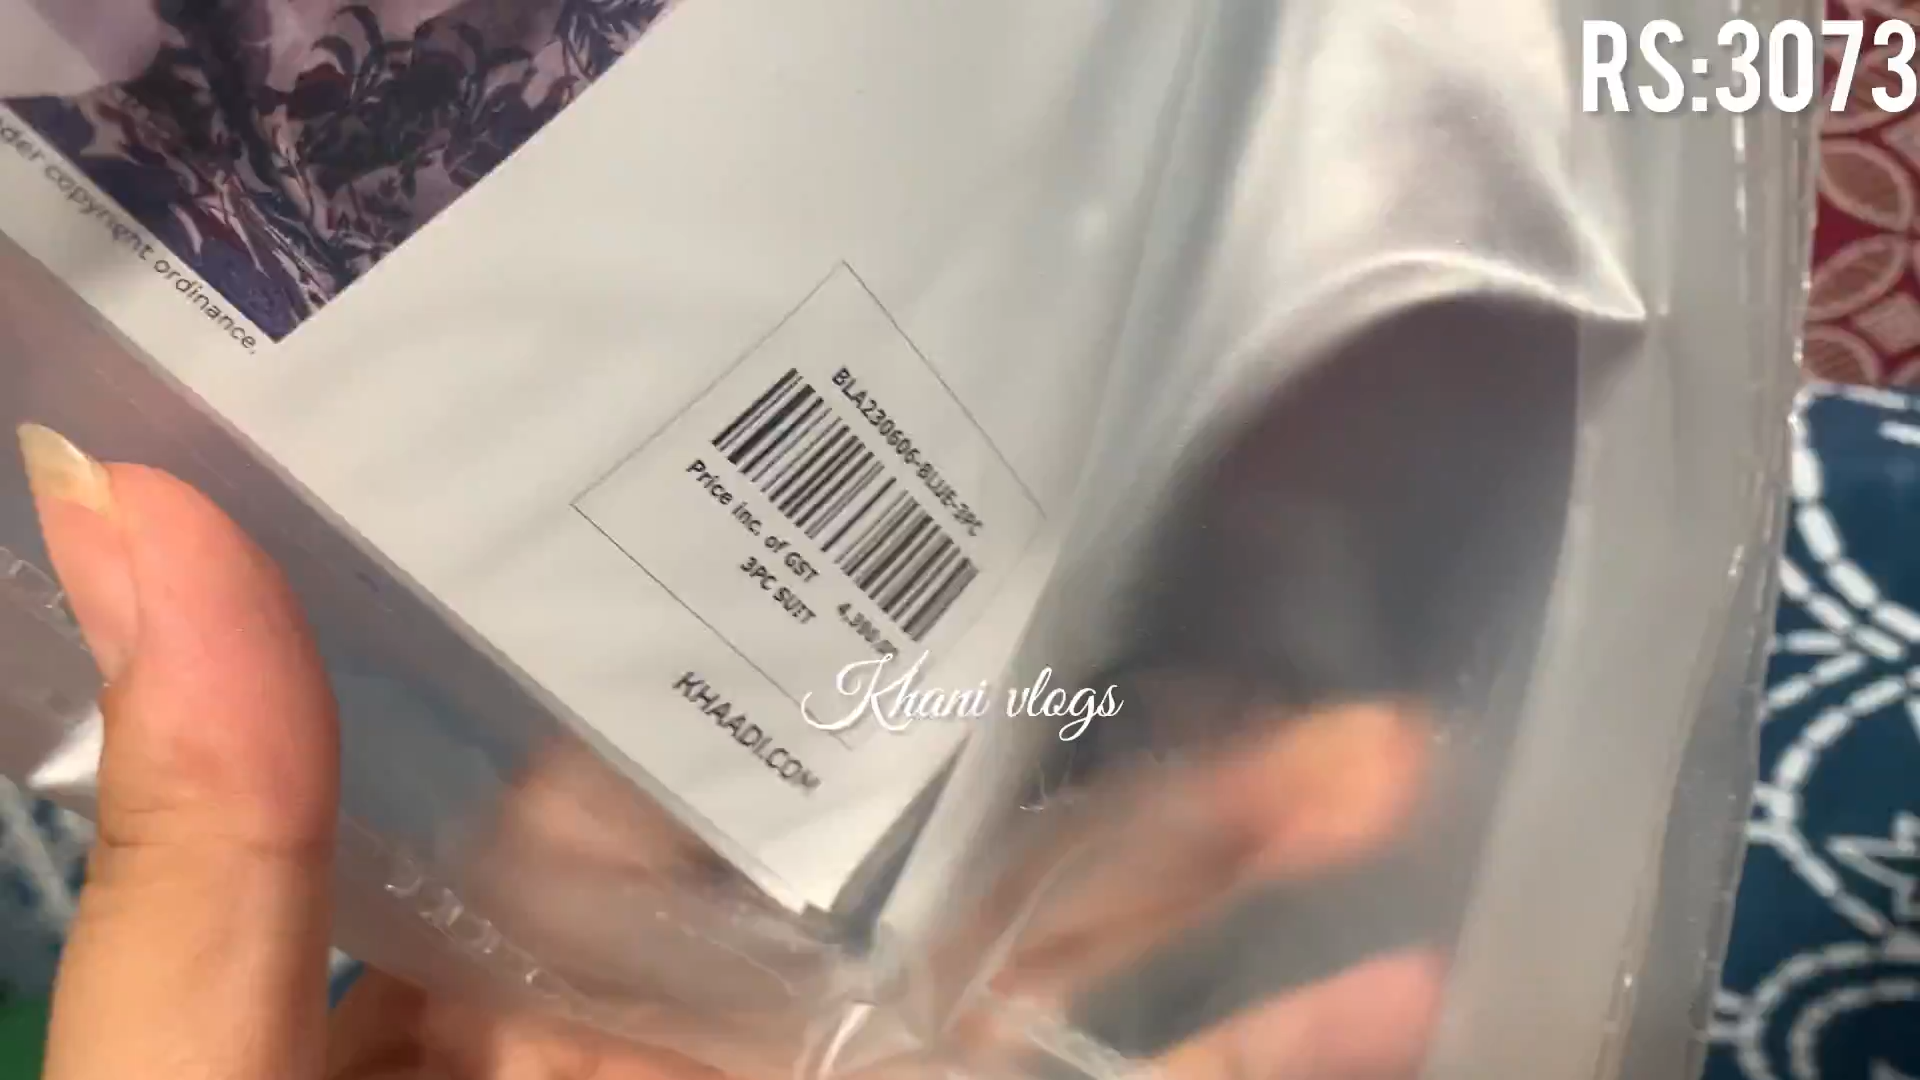 RS:3073
der copyright ordinance.
BLA230606-BLUE-3PC
Price inc. of GST
3PC SUIT
Khani vlogs
KHAADI.COM